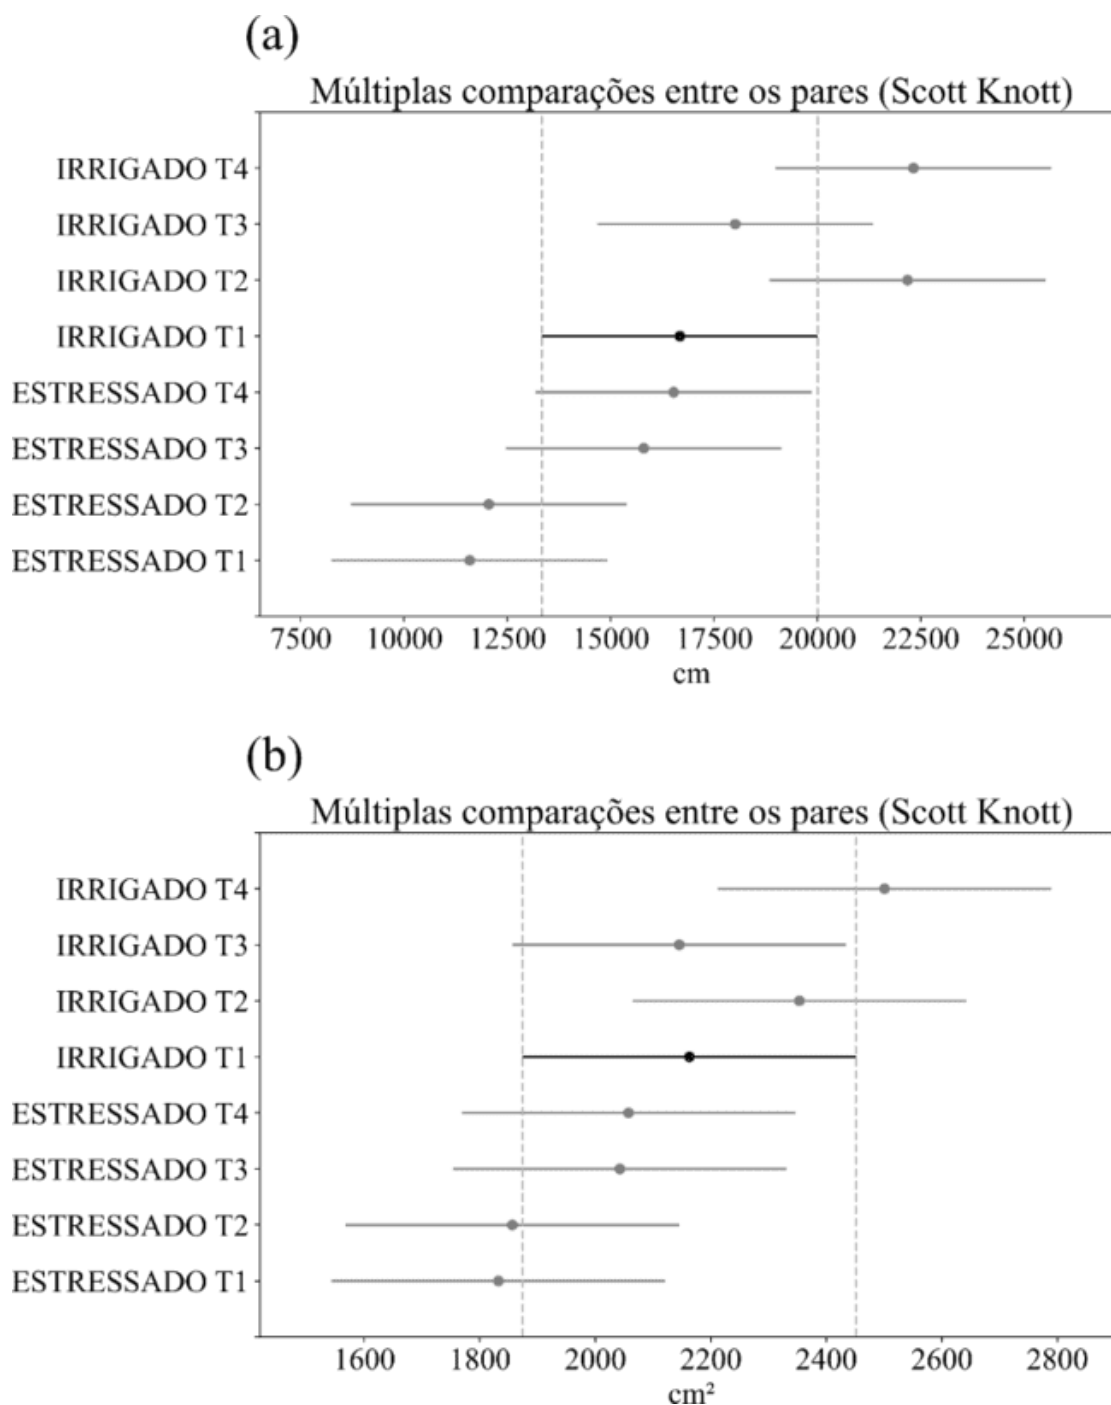 (a)
Múltiplas comparações entre os pares (Scott Knott)
IRRIGADO T4
IRRIGADO T3
IRRIGADO T2
IRRIGADO T1
ESTRESSADO T4
ESTRESSADO T3
ESTRESSADO T2
ESTRESSADO T1
7500 10000 12500 15000 17500 20000 22500 25000
cm
(b)
Múltiplas comparações entre os pares (Scott Knott)
IRRIGADO T4
IRRIGADO T3
IRRIGADO T2
IRRIGADO T1
ESTRESSADO T4
ESTRESSADO T3
ESTRESSADO T2
ESTRESSADO T1
1600 1800 2000 2200 2400 2600 2800
cm²